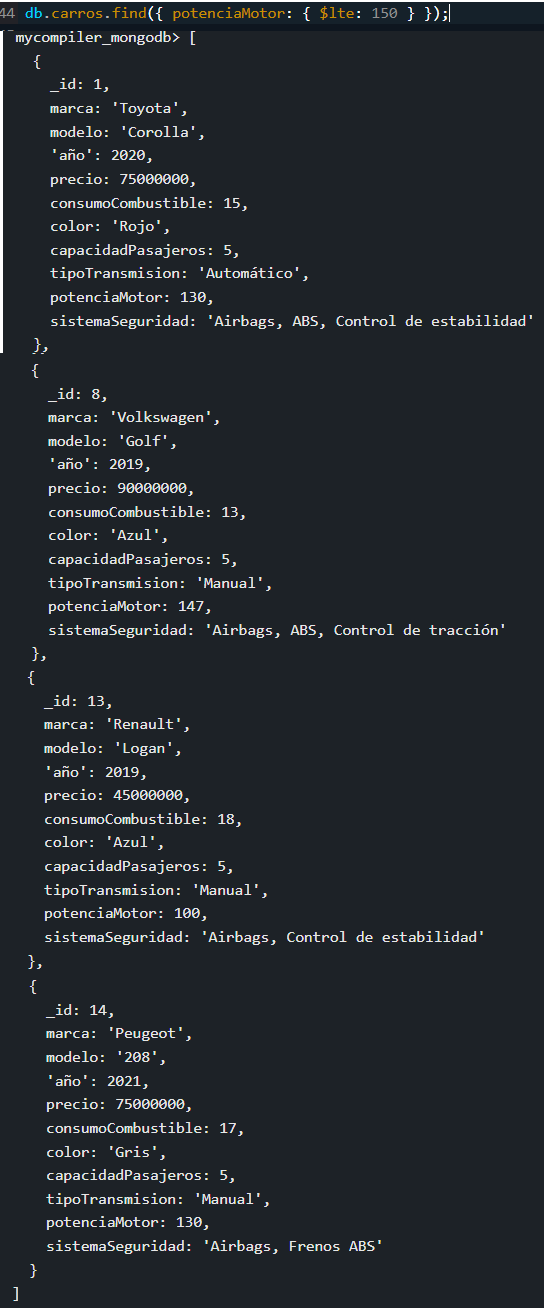 44 db.carros.find({ potenciaMotor: { $lte: 150 } });
mycompiler_mongodb> [
  {
    _id: 1,
    marca: 'Toyota',
    modelo: 'Corolla',
    'año': 2020,
    precio: 75000000,
    consumoCombustible: 15,
    color: 'Rojo',
    capacidadPasajeros: 5,
    tipoTransmision: 'Automático',
    potenciaMotor: 130,
    sistemaSeguridad: 'Airbags, ABS, Control de estabilidad'
  },
  {
    _id: 8,
    marca: 'Volkswagen',
    modelo: 'Golf',
    'año': 2019,
    precio: 90000000,
    consumoCombustible: 13,
    color: 'Azul',
    capacidadPasajeros: 5,
    tipoTransmision: 'Manual',
    potenciaMotor: 147,
    sistemaSeguridad: 'Airbags, ABS, Control de tracción'
  },
  {
    _id: 13,
    marca: 'Renault',
    modelo: 'Logan',
    'año': 2019,
    precio: 45000000,
    consumoCombustible: 18,
    color: 'Azul',
    capacidadPasajeros: 5,
    tipoTransmision: 'Manual',
    potenciaMotor: 100,
    sistemaSeguridad: 'Airbags, Control de estabilidad'
  },
  {
    _id: 14,
    marca: 'Peugeot',
    modelo: '208',
    'año': 2021,
    precio: 75000000,
    consumoCombustible: 17,
    color: 'Gris',
    capacidadPasajeros: 5,
    tipoTransmision: 'Manual',
    potenciaMotor: 130,
    sistemaSeguridad: 'Airbags, Frenos ABS'
  }
]